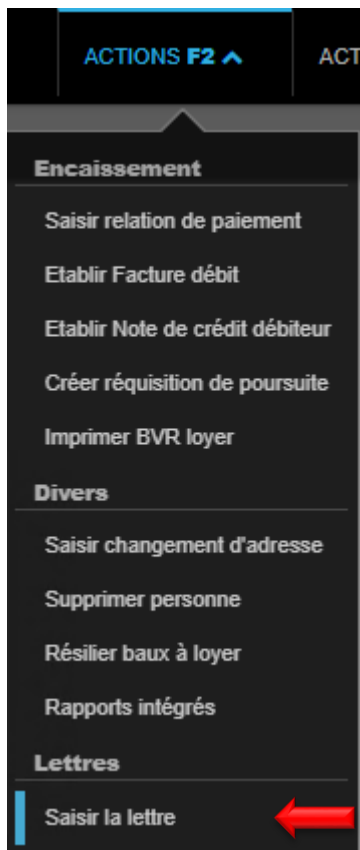 ACTIONS F2 ACT
Encaissement
Saisir relation de paiement
Etablir Facture débit
Etablir Note de crédit débiteur
Créer réquisition de poursuite
Imprimer BVR loyer
Divers
Saisir changement d'adresse
Supprimer personne
Résilier baux à loyer
Rapports intégrés
Lettres
Saisir la lettre